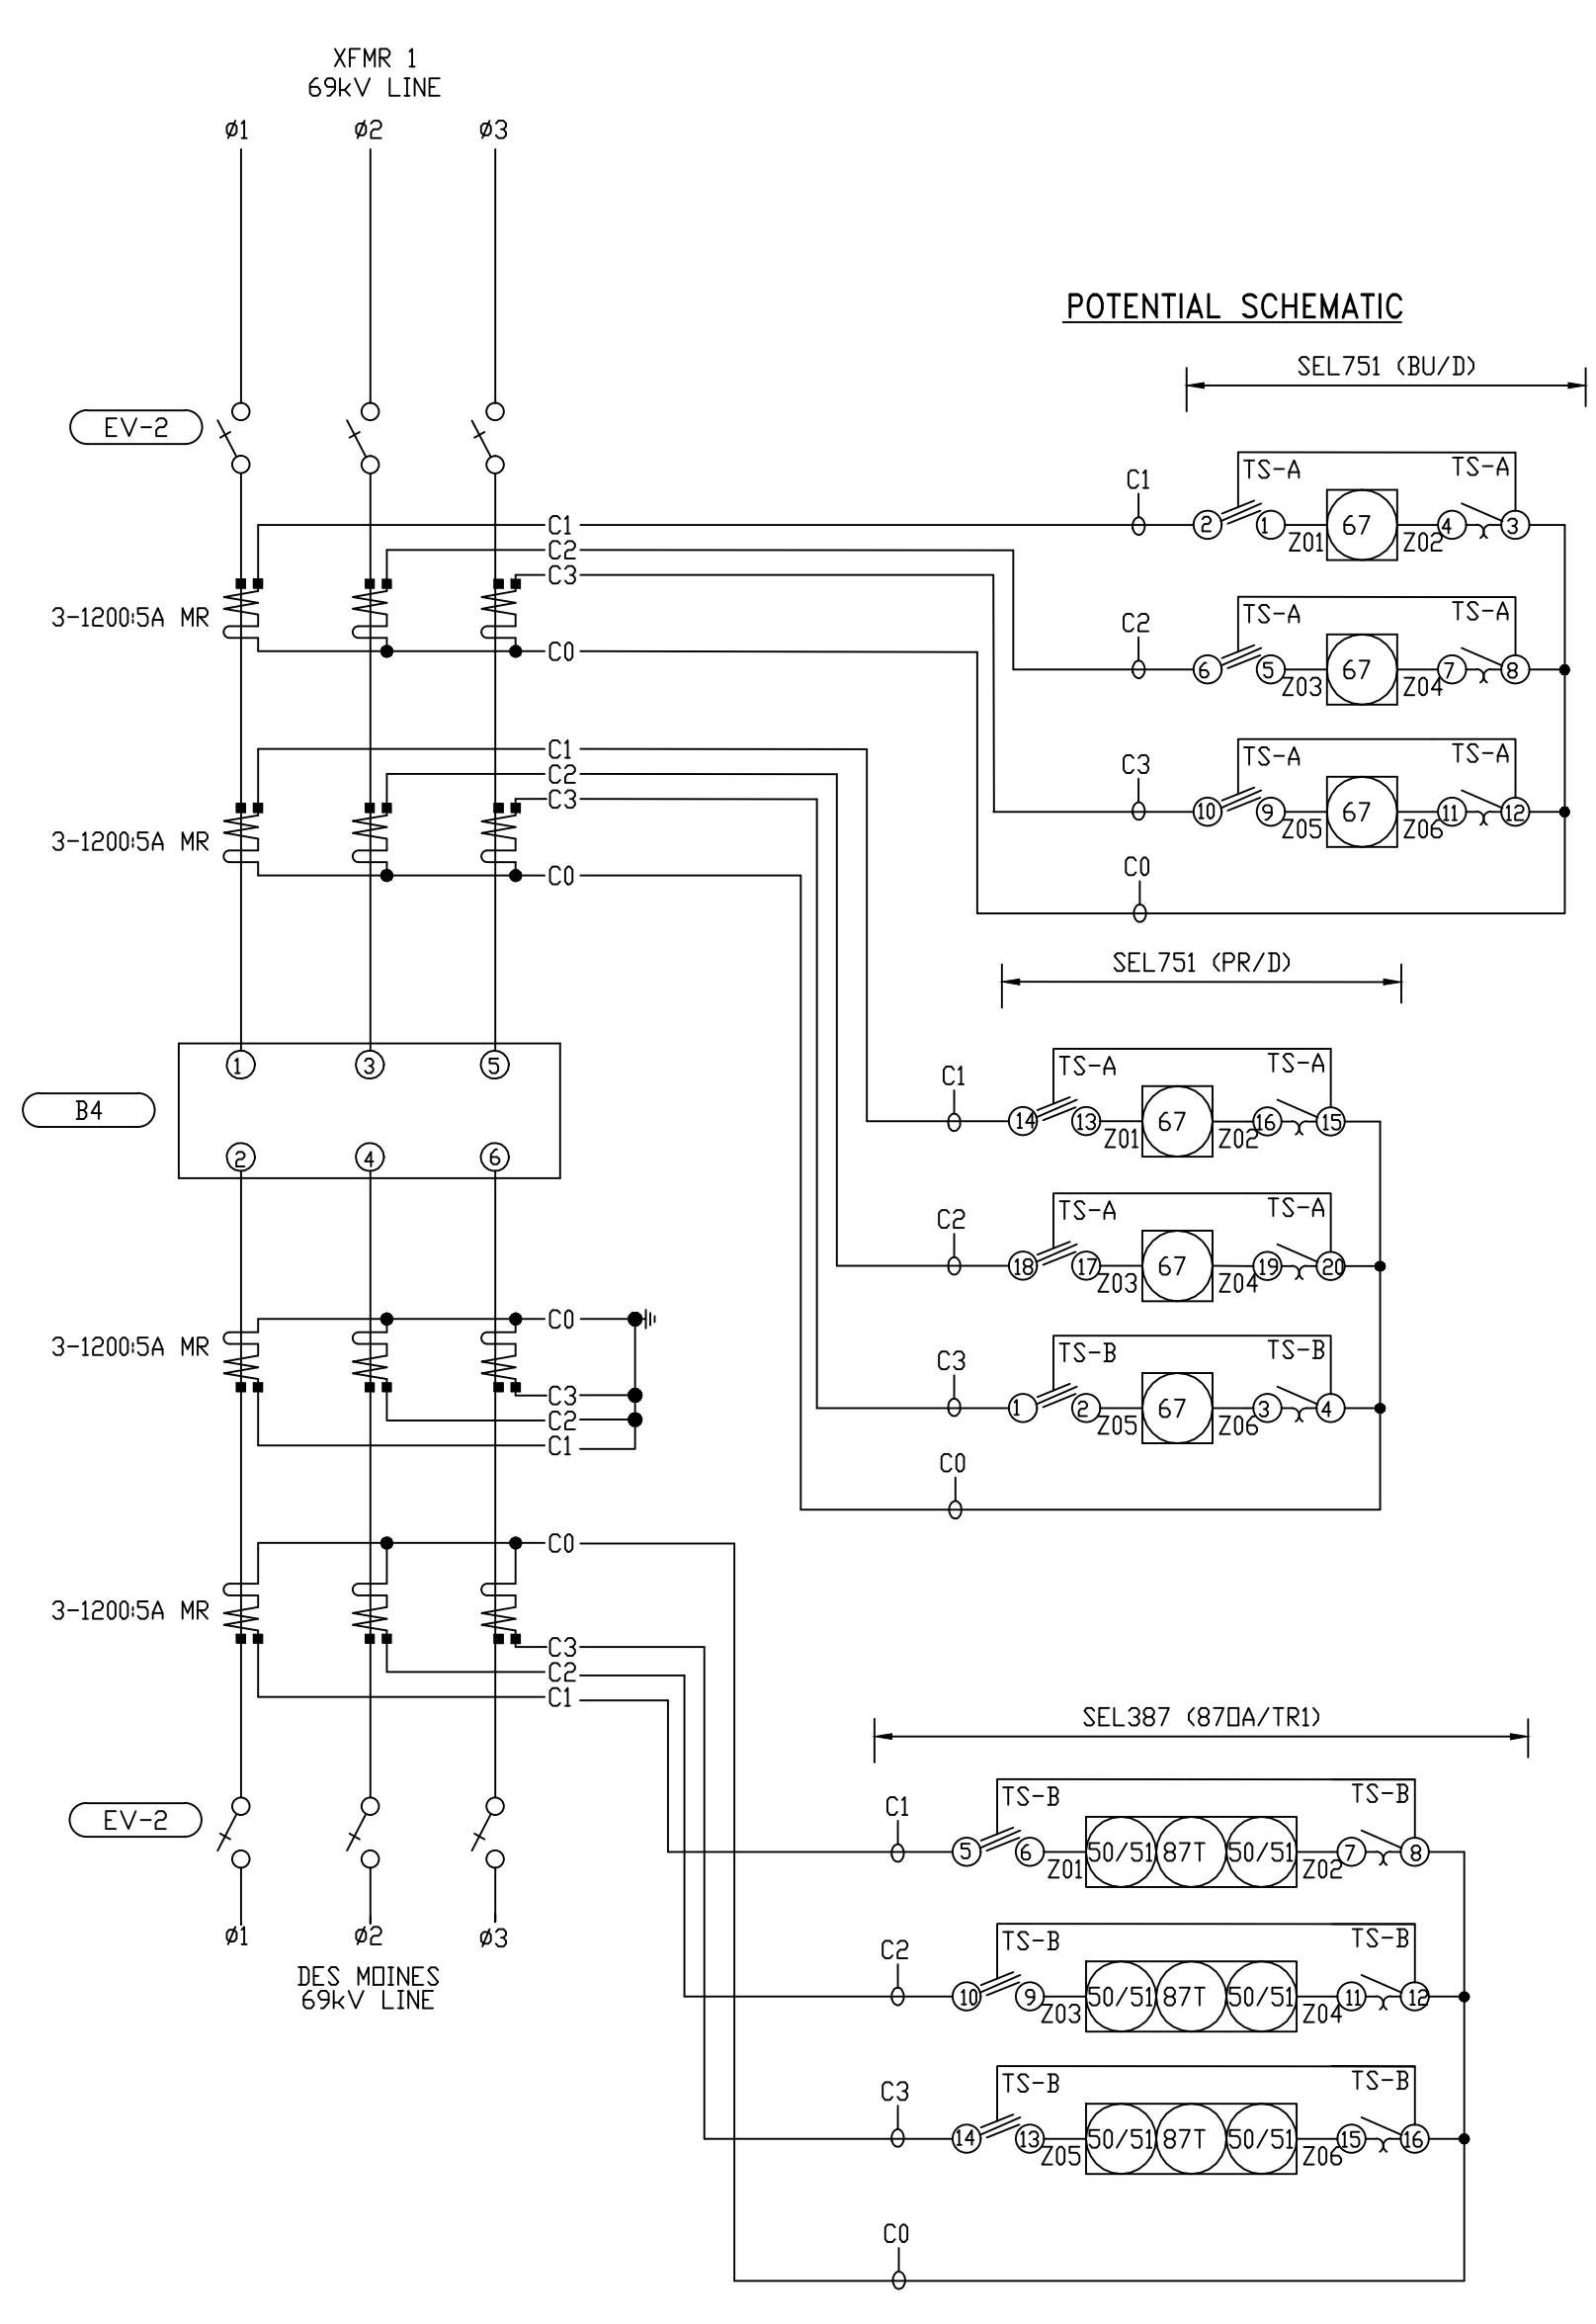 XFMR 1
69kV LINE
ø1 ø2 ø3
POTENTIAL SCHEMATIC
SEL751 (BU/D)
EV-2
C1 TS-A TS-A
C1 2 1 Z01 67 Z02 4 3
C2
C3
3-1200:5A MR
C2 TS-A TS-A
C0 6 5 Z03 67 Z04 7 8
C1
C2
C3
C3 TS-A TS-A
10 9 Z05 67 Z06 11 12
3-1200:5A MR
C0
C0
SEL751 (PR/D)
1 3 5
B4
2 4 6
C1 TS-A TS-A
14 13 Z01 67 Z02 16 15
C2 TS-A TS-A
18 17 Z03 67 Z04 19 20
3-1200:5A MR
C0
C3
C2
C1
C3 TS-B TS-B
1 2 Z05 67 Z06 3 4
C0
C0
3-1200:5A MR
C3
C2
C1
SEL387 (87OA/TR1)
EV-2
C1 TS-B TS-B
5 6 Z01 50/51 87T 50/51 Z02 7 8
ø1 ø2 ø3
DES MOINES
69kV LINE
C2 TS-B TS-B
10 9 Z03 50/51 87T 50/51 Z04 11 12
C3 TS-B TS-B
14 13 Z05 50/51 87T 50/51 Z06 15 16
C0